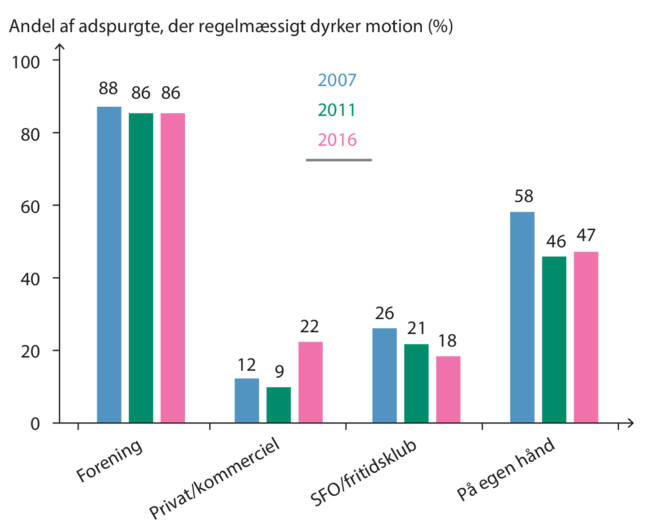 Andel af adspurgte, der regelmæssigt dyrker motion (%)
100
80
60
40
20
0
2007
2011
2016
88 86 86
12 9 22
26 21 18
58 46 47
Forening
Privat/kommerciel
SFO/fritidsklub
På egen hånd